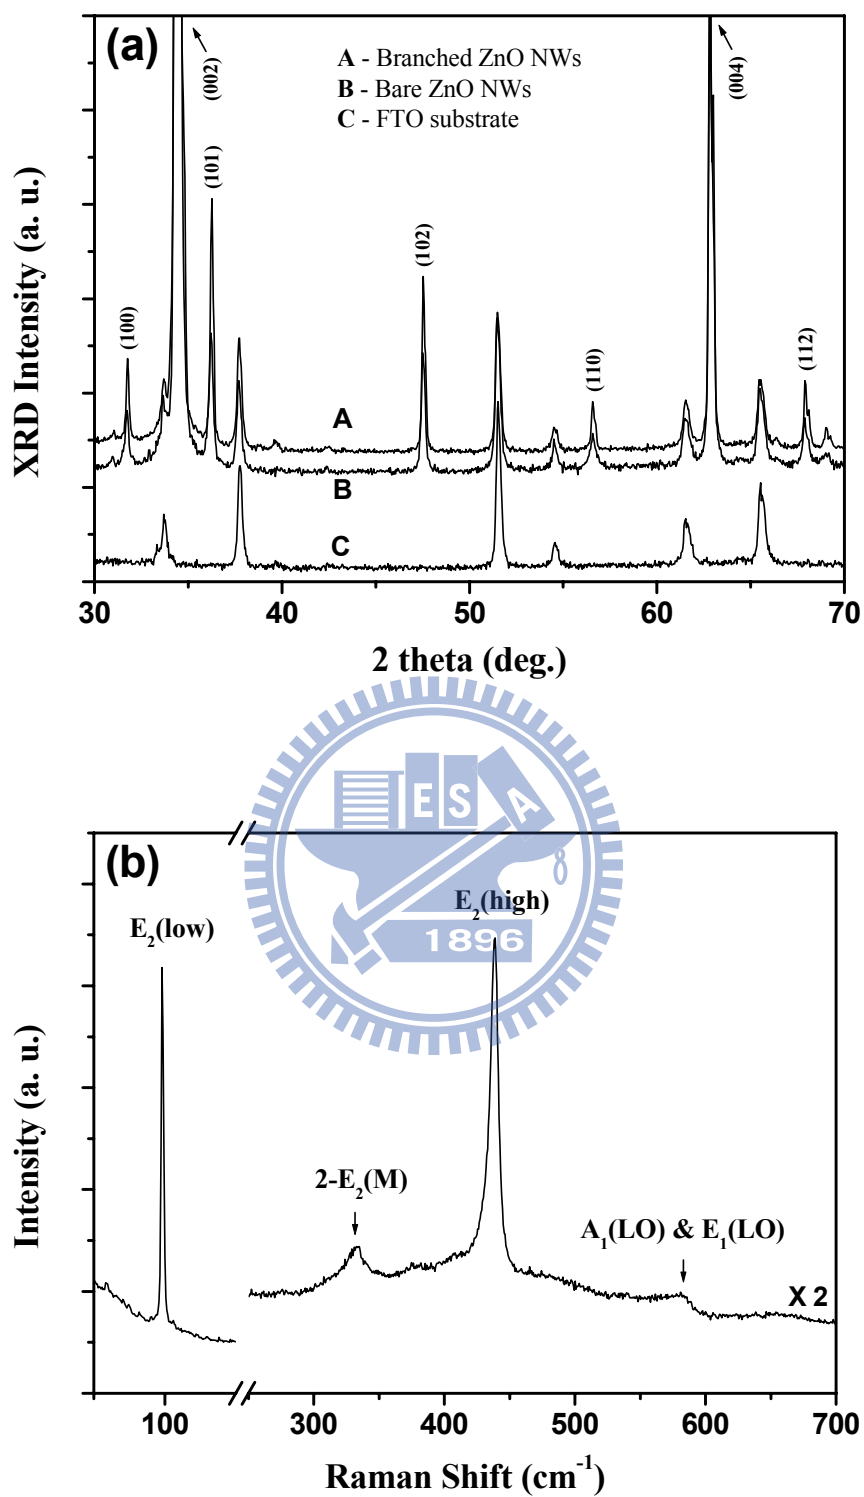 (a)
A - Branched ZnO NWs
B - Bare ZnO NWs
C - FTO substrate
(100)
(002)
(101)
(102)
(110)
(004)
(112)
A
B
C
XRD Intensity (a. u.)
30 40 50 60 70
2 theta (deg.)
E S A
1896
(b)
E₂(low)
E₂(high)
2-E₂(M)
A₁(LO) & E₁(LO)
X 2
Intensity (a. u.)
100 300 400 500 600 700
Raman Shift (cm⁻¹)